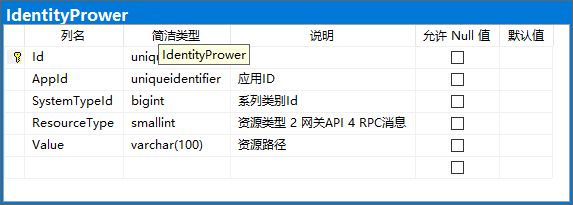 IdentityPrower
列名 简洁类型 说明 允许 Null 值 默认值
Id uniq
IdentityPrower
AppId uniqueidentifier 应用ID
SystemTypeId bigint 系列类别Id
ResourceType smallint 资源类型 2 网关API 4 RPC消息
Value varchar(100) 资源路径